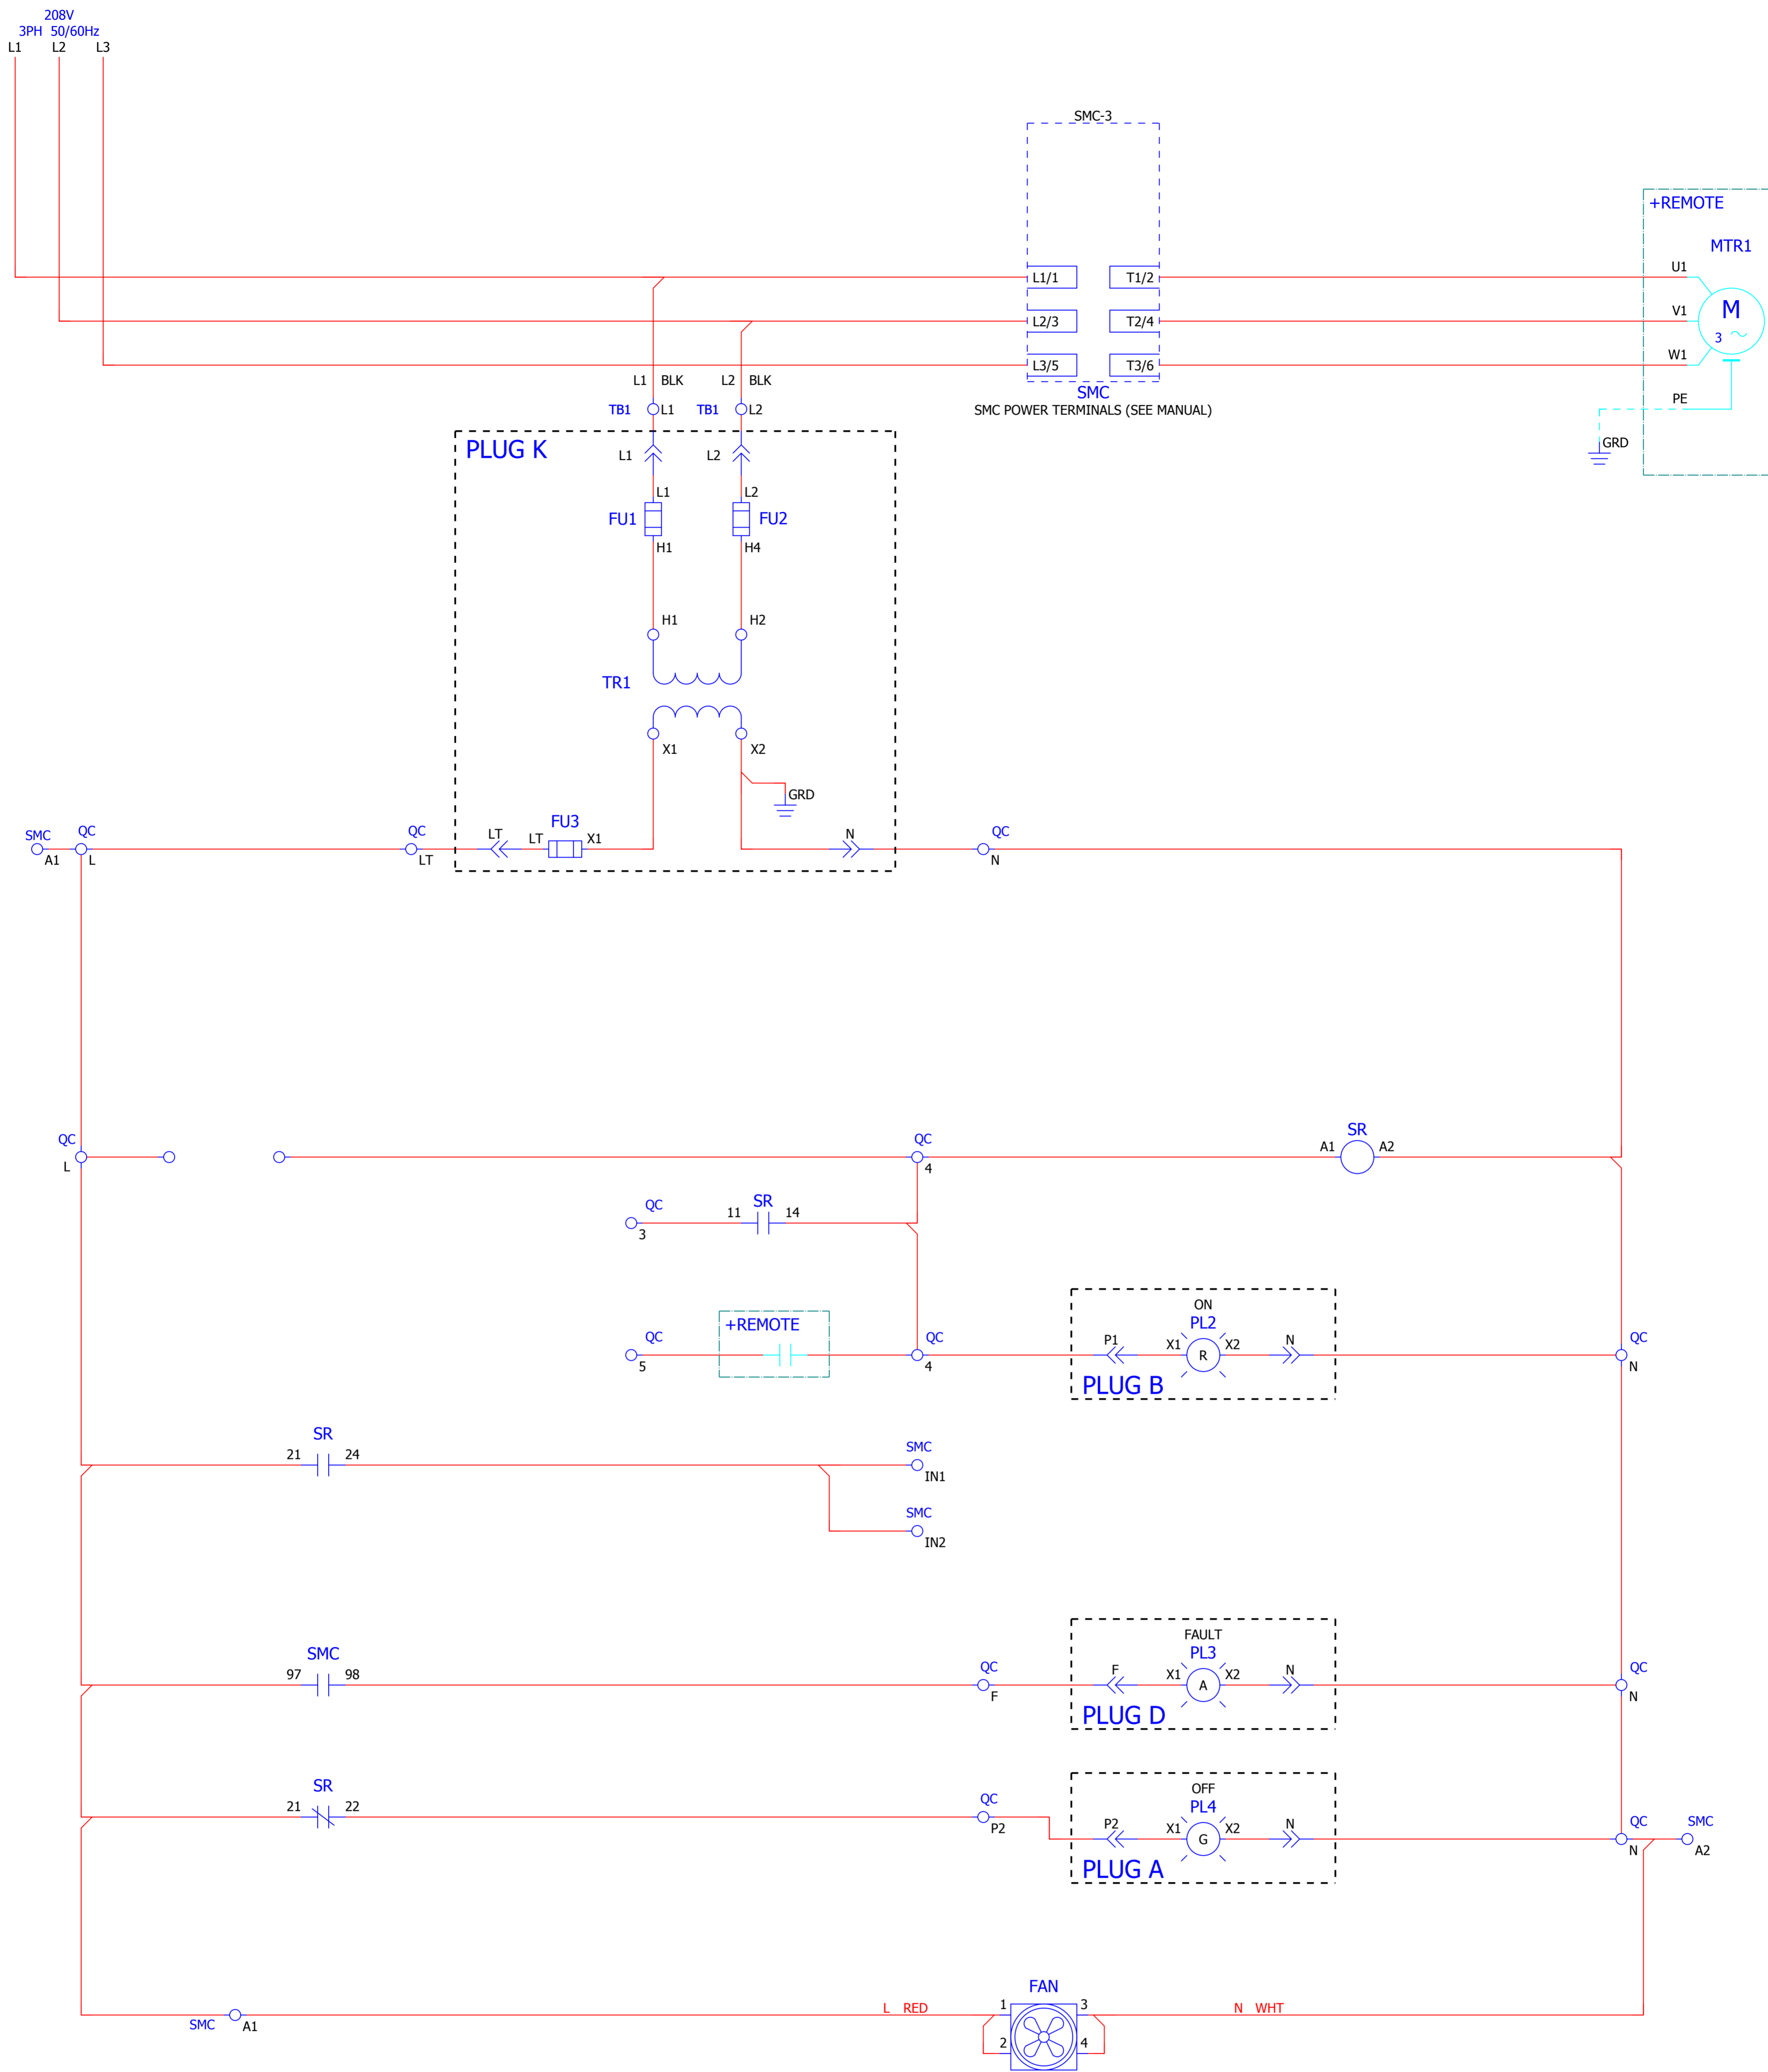 208V
3PH 50/60Hz
L1 L2 L3
SMC-3
+REMOTE
MTR1
L1/1 T1/2 U1
L2/3 T2/4 V1
M
3
L3/5 T3/6 W1
L1 BLK L2 BLK
SMC
SMC POWER TERMINALS (SEE MANUAL)
PE
GRD
TB1 L1 TB1 L2
PLUG K
L1 L2
L1 L2
FU1 FU2
H1 H4
H1 H2
TR1
X1 X2
GRD
FU3
SMC QC QC LT LT X1 N QC
A1 L LT N
QC QC SR
L 4 A1 A2
QC SR
3 11 14
+REMOTE
ON
PL2
QC QC P1 X1 R X2 N QC
5 4 N
PLUG B
SR SMC
21 24 IN1
SMC
IN2
FAULT
SMC PL3
97 98 QC F X1 A X2 N QC
F N
PLUG D
OFF
SR PL4
21 22 QC P2 X1 G X2 N QC SMC
P2 N A2
PLUG A
FAN
L RED 1 3 N WHT
SMC A1
2 4